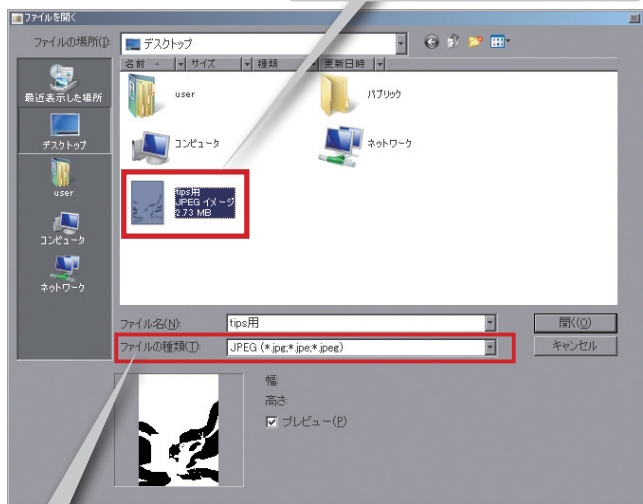 ファイルを開く
ファイルの場所(I):
デスクトップ
名前
サイズ
種類
更新日時
最近表示した場所
デスクトップ
user
コンピュータ
ネットワーク
user
パブリック
コンピュータ
ネットワーク
tips用
JPEG イメージ
2.73 MB
ファイル名(N):
tips用
開く(O)
ファイルの種類(T):
JPEG (*.jpg;*.jpe;*.jpeg)
キャンセル
幅:
高さ:
プレビュー(P)